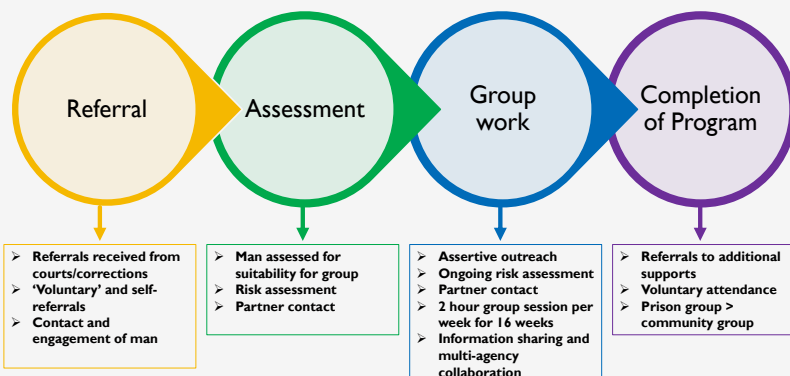 Referral
Assessment
Group
work
Completion
of Program
➢ Referrals received from
courts/corrections
➢ 'Voluntary' and self-
referrals
➢ Contact and
engagement of man
➢ Man assessed for
suitability for group
➢ Risk assessment
➢ Partner contact
➢ Assertive outreach
➢ Ongoing risk assessment
➢ Partner contact
➢ 2 hour group session per
week for 16 weeks
➢ Information sharing and
multi-agency
collaboration
➢ Referrals to additional
supports
➢ Voluntary attendance
➢ Prison group >
community group